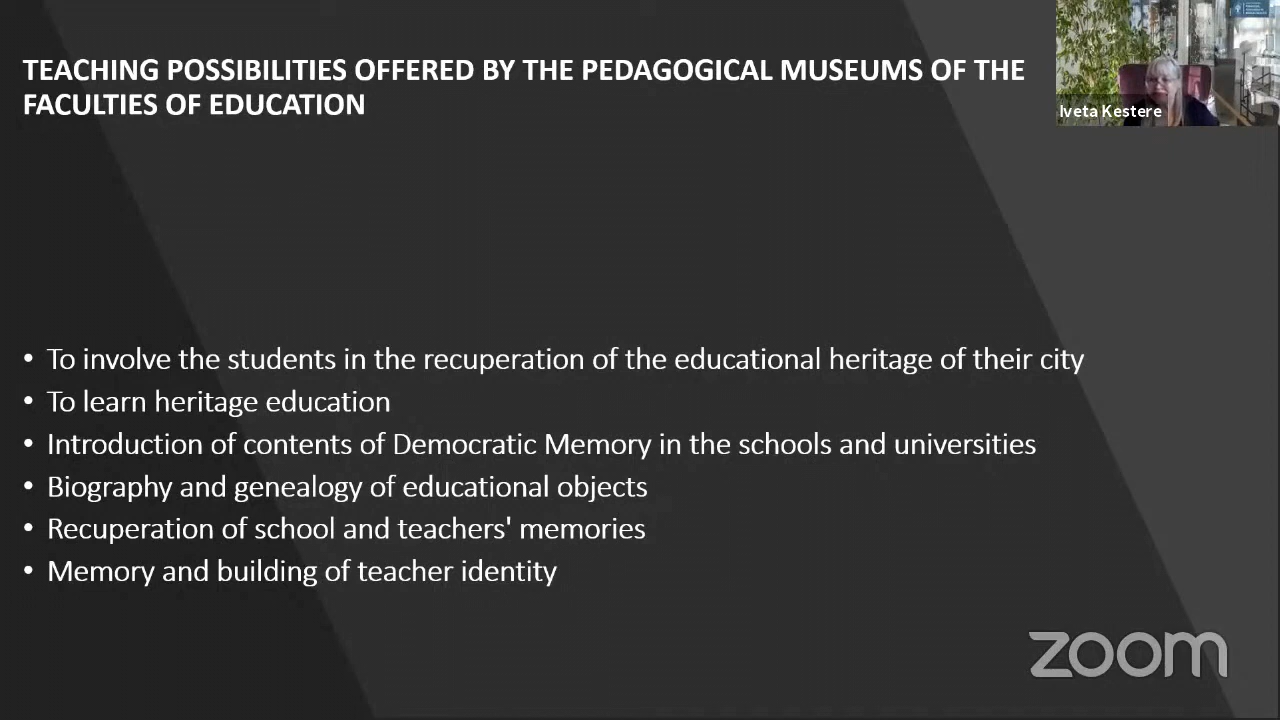 TEACHING POSSIBILITIES OFFERED BY THE PEDAGOGICAL MUSEUMS OF THE
FACULTIES OF EDUCATION
Iveta Kestere
• To involve the students in the recuperation of the educational heritage of their city
• To learn heritage education
• Introduction of contents of Democratic Memory in the schools and universities
• Biography and genealogy of educational objects
• Recuperation of school and teachers' memories
• Memory and building of teacher identity
zoom